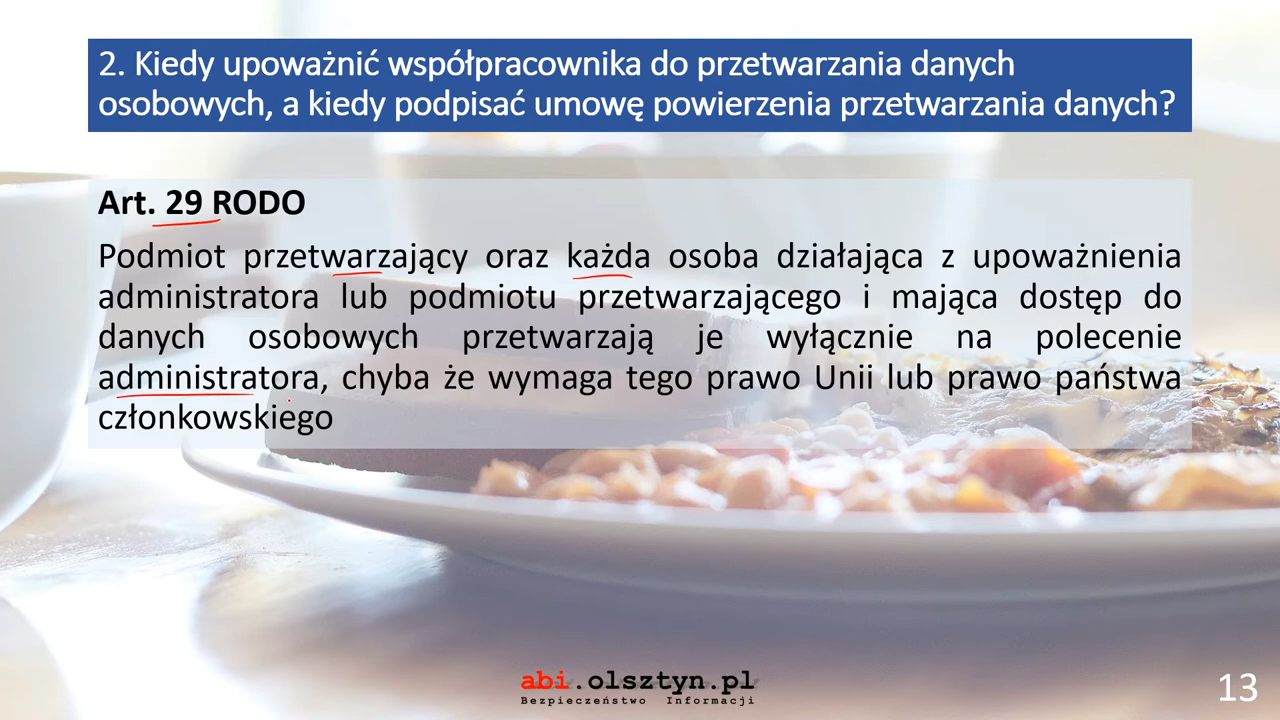 2. Kiedy upoważnić współpracownika do przetwarzania danych
osobowych, a kiedy podpisać umowę powierzenia przetwarzania danych?
Art. 29 RODO
Podmiot przetwarzający oraz każda osoba działająca z upoważnienia
administratora lub podmiotu przetwarzającego i mająca dostęp do
danych osobowych przetwarzają je wyłącznie na polecenie
administratora, chyba że wymaga tego prawo Unii lub prawo państwa
członkowskiego
abi.olsztyn.pl
Bezpieczeństwo Informacji
13